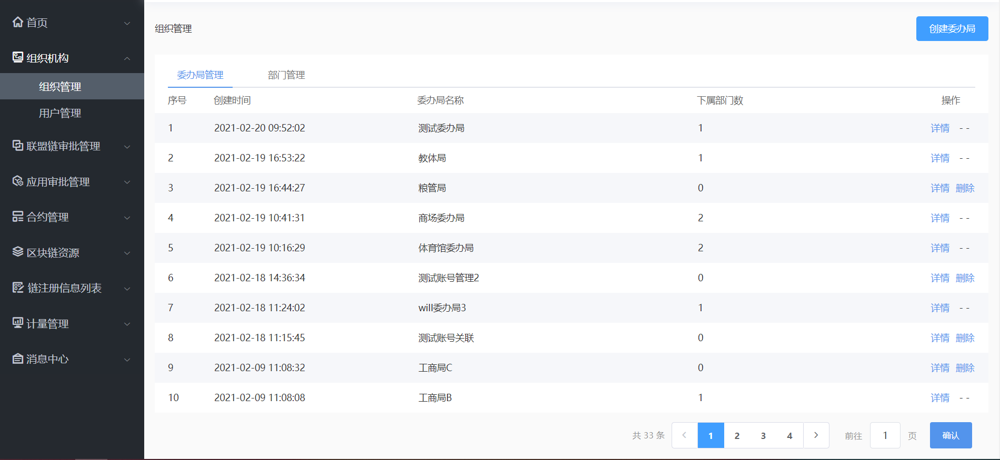 首页
组织机构
组织管理
用户管理
联盟链审批管理
应用审批管理
合约管理
区块链资源
链注册信息列表
计量管理
消息中心
组织管理
创建委办局
委办局管理 部门管理
序号 创建时间 委办局名称 下属部门数 操作
1 2021-02-20 09:52:02 测试委办局 1 详情 - -
2 2021-02-19 16:53:22 教体局 1 详情 - -
3 2021-02-19 16:44:27 粮管局 0 详情 删除
4 2021-02-19 10:41:31 商场委办局 2 详情 - -
5 2021-02-19 10:16:29 体育馆委办局 2 详情 - -
6 2021-02-18 14:36:34 测试账号管理2 0 详情 删除
7 2021-02-18 11:24:02 will委办局3 1 详情 - -
8 2021-02-18 11:15:45 测试账号关联 0 详情 删除
9 2021-02-09 11:08:32 工商局C 0 详情 删除
10 2021-02-09 11:08:08 工商局B 1 详情 - -
共 33 条 1 2 3 4 前往 1 页 确认